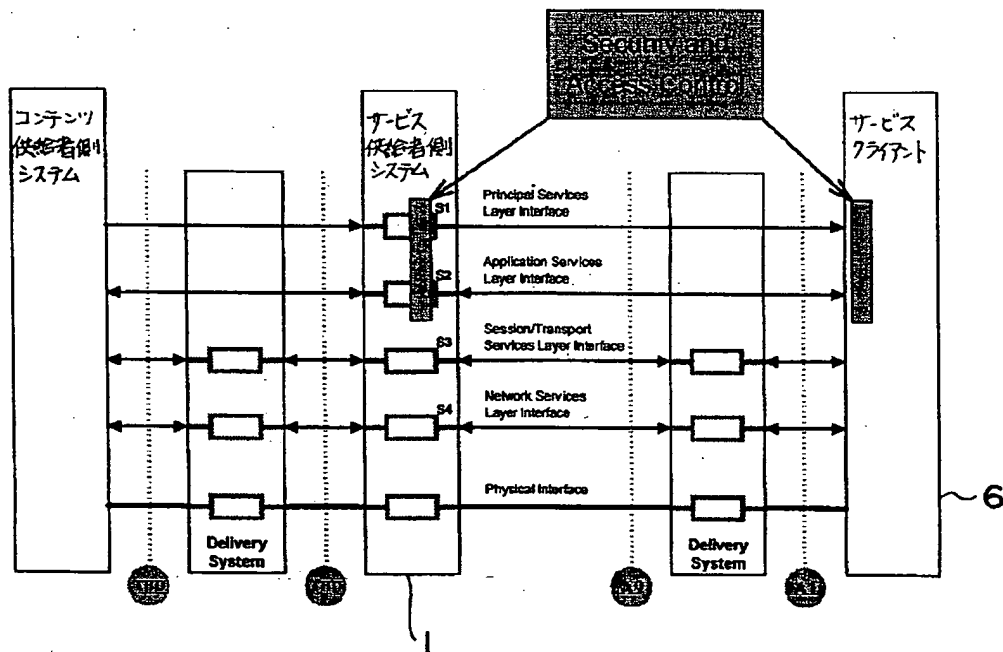 Security and
Access Control
コンテンツ
供給者側
システム
サービス
供給者側
システム
サービス
クライアント
S1
Principal Services
Layer Interface
S2
Application Services
Layer Interface
S3
Session/Transport
Services Layer Interface
S4
Network Services
Layer Interface
Physical Interface
6
Delivery
System
Delivery
System
1